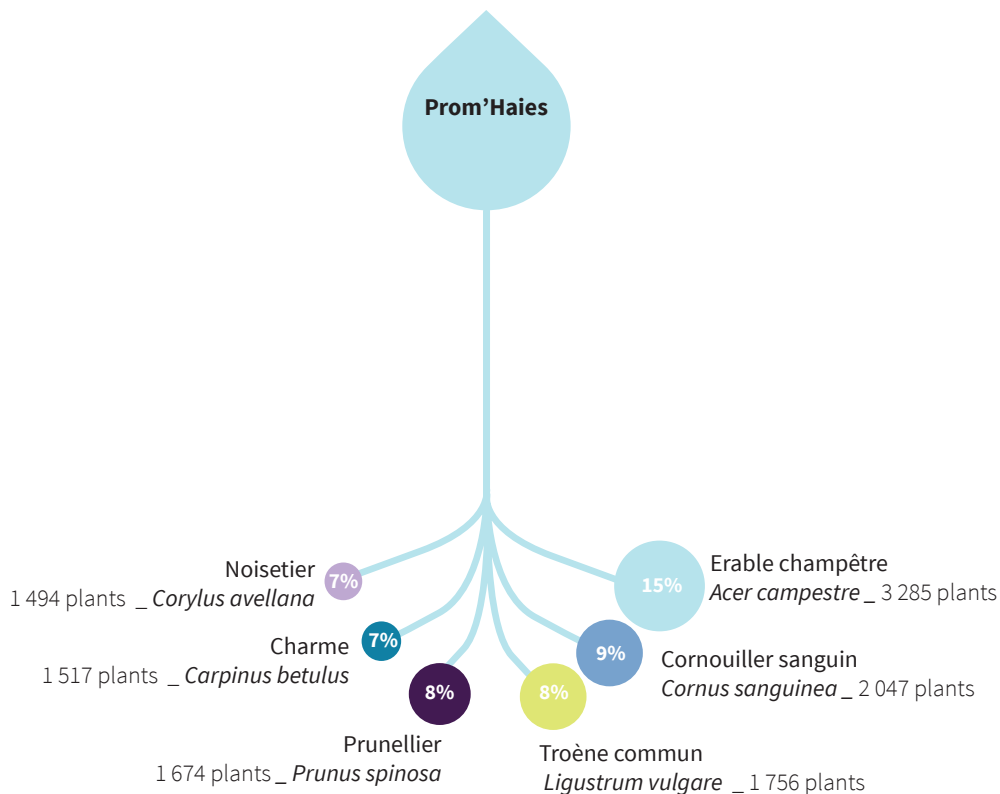 Prom'Haies
Noisetier
7%
1 494 plants _ Corylus avellana
15%
Erable champêtre
Acer campestre _ 3 285 plants
Charme
7%
1 517 plants _ Carpinus betulus
9%
Cornouiller sanguin
Cornus sanguinea _ 2 047 plants
8%
Prunellier
1 674 plants _ Prunus spinosa
8%
Troène commun
Ligustrum vulgare _ 1 756 plants